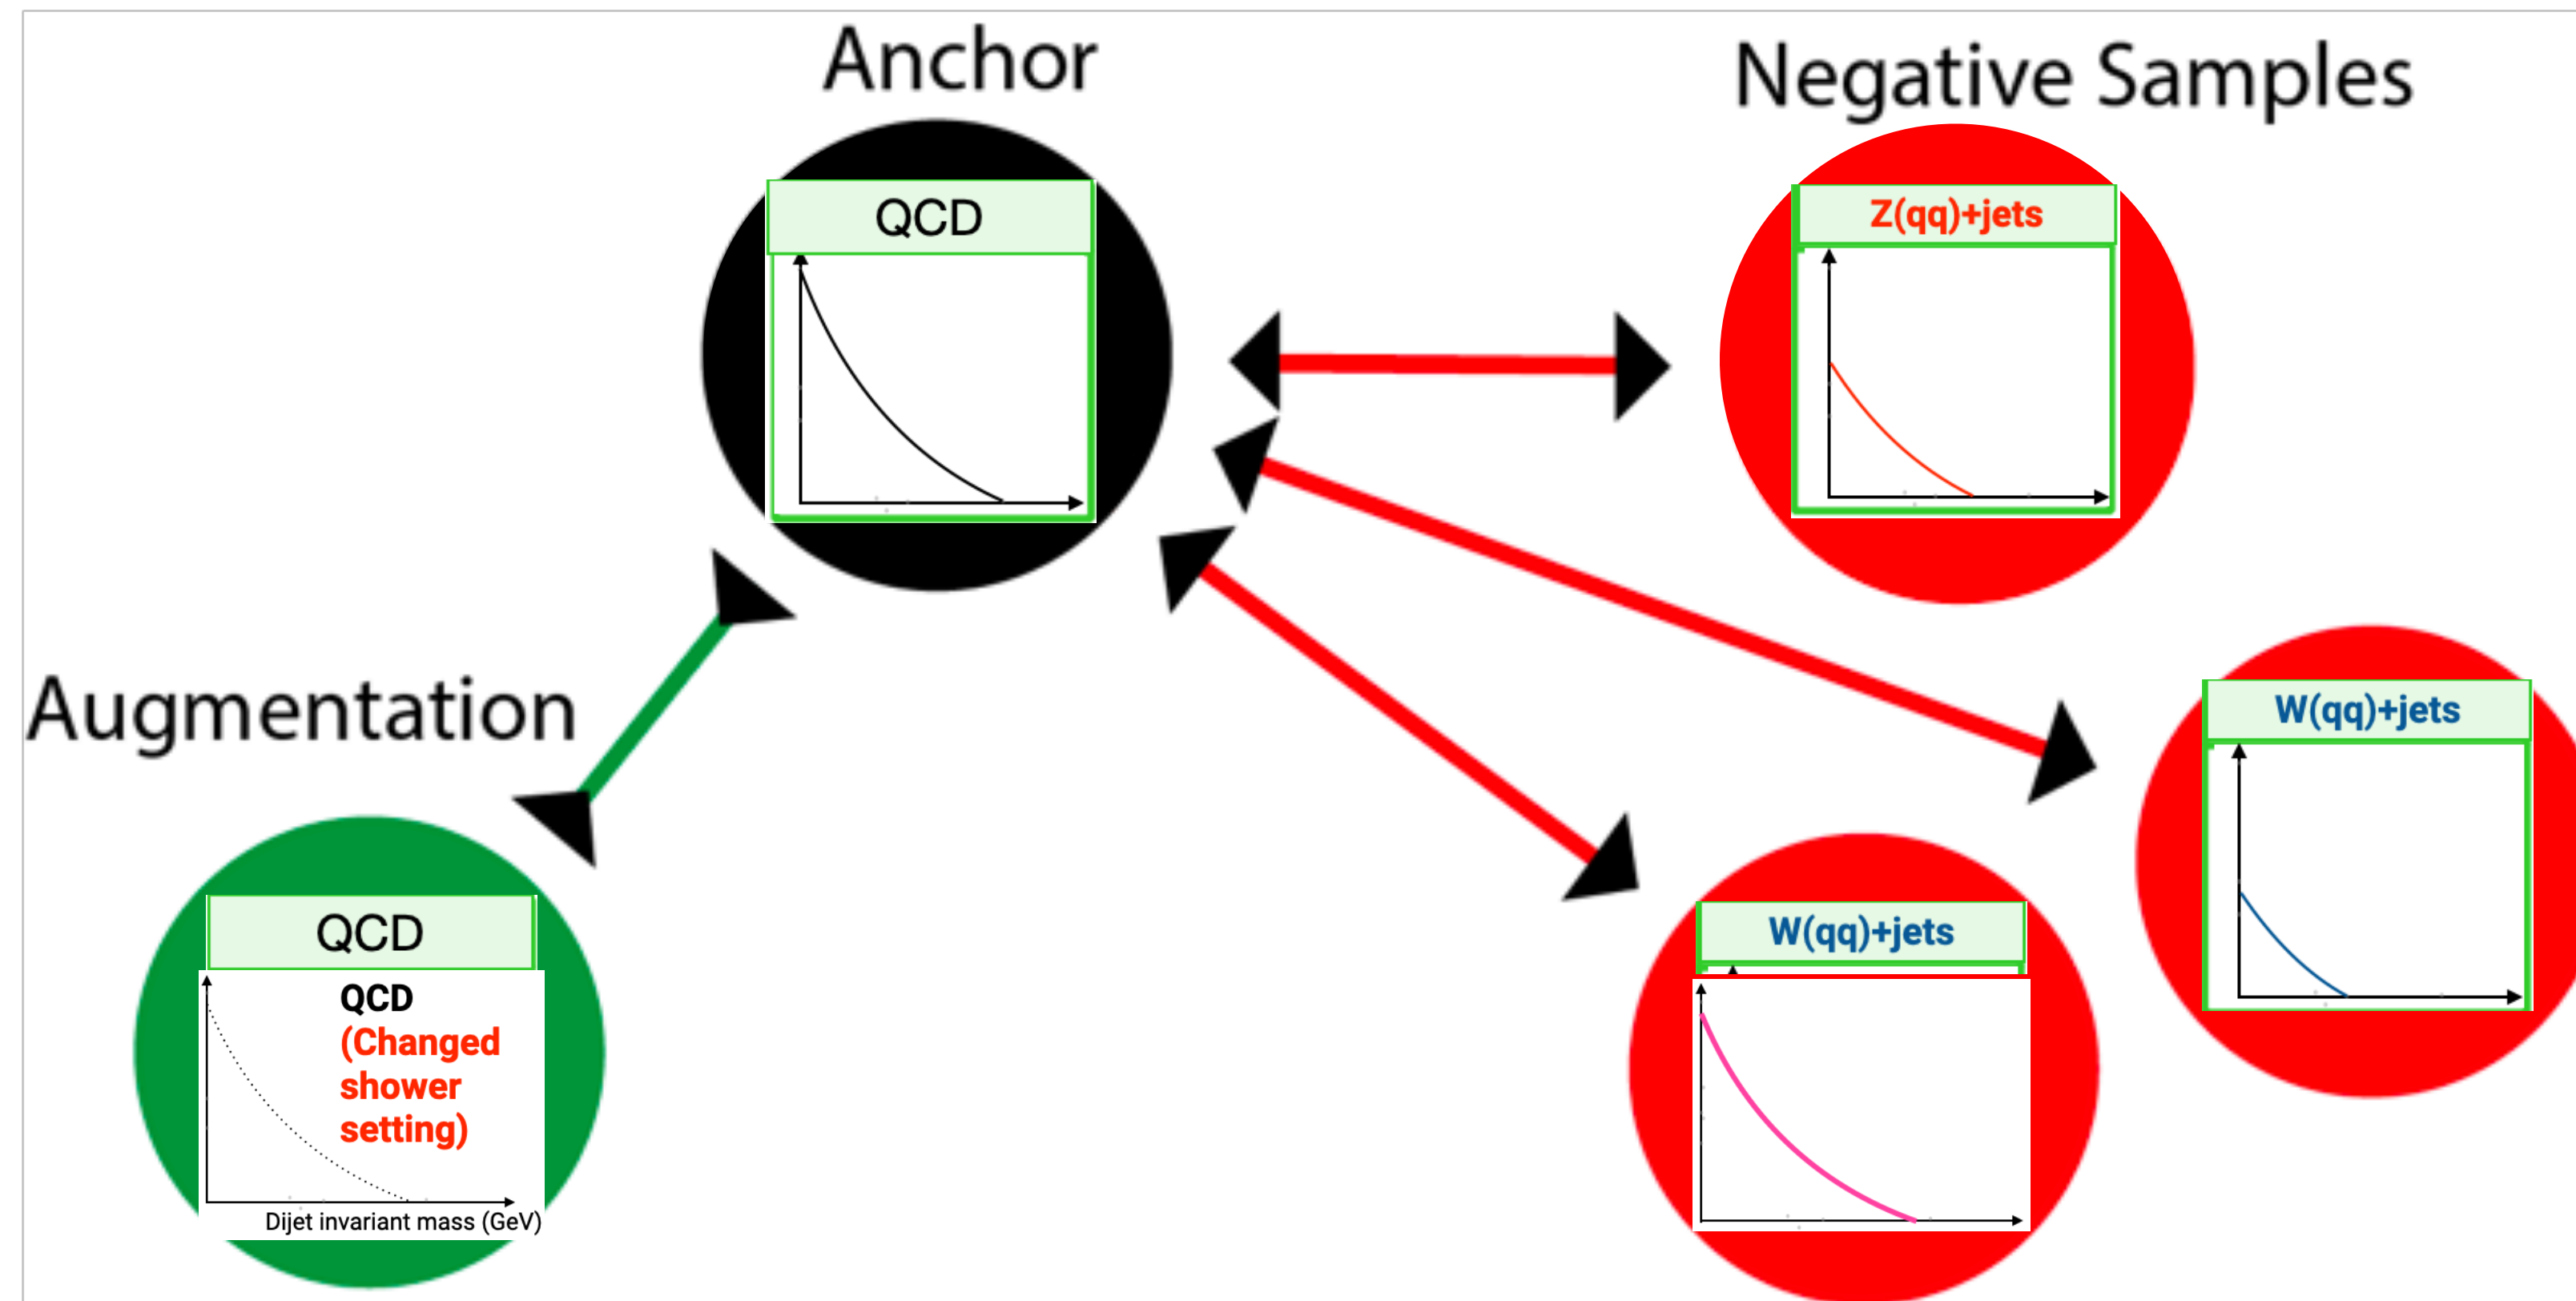 Anchor
Negative Samples
QCD
Z(qq)+jets
Augmentation
W(qq)+jets
QCD
QCD
(Changed
shower
setting)
Dijet invariant mass (GeV)
W(qq)+jets